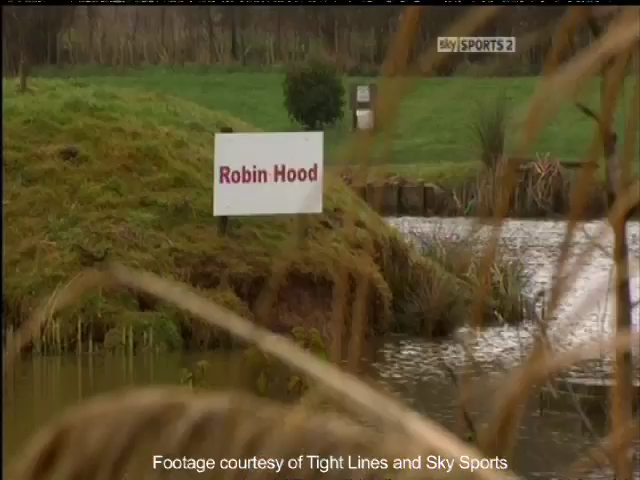 sky SPORTS 2
Robin Hood
Footage courtesy of Tight Lines and Sky Sports